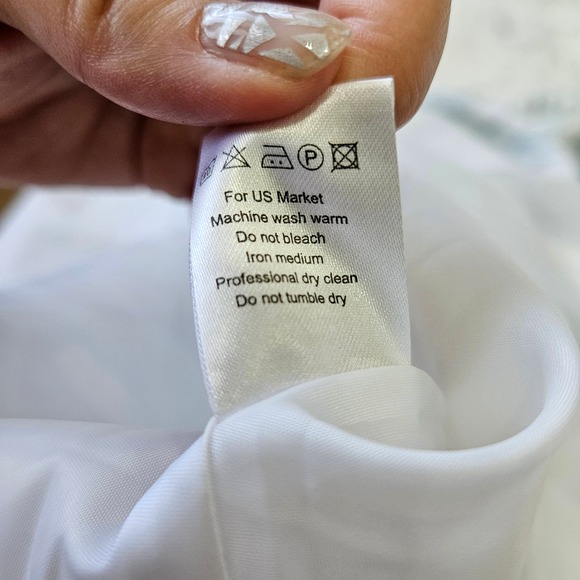 P
For US Market
Machine wash warm
Do not bleach
Iron medium
Professional dry clean
Do not tumble dry